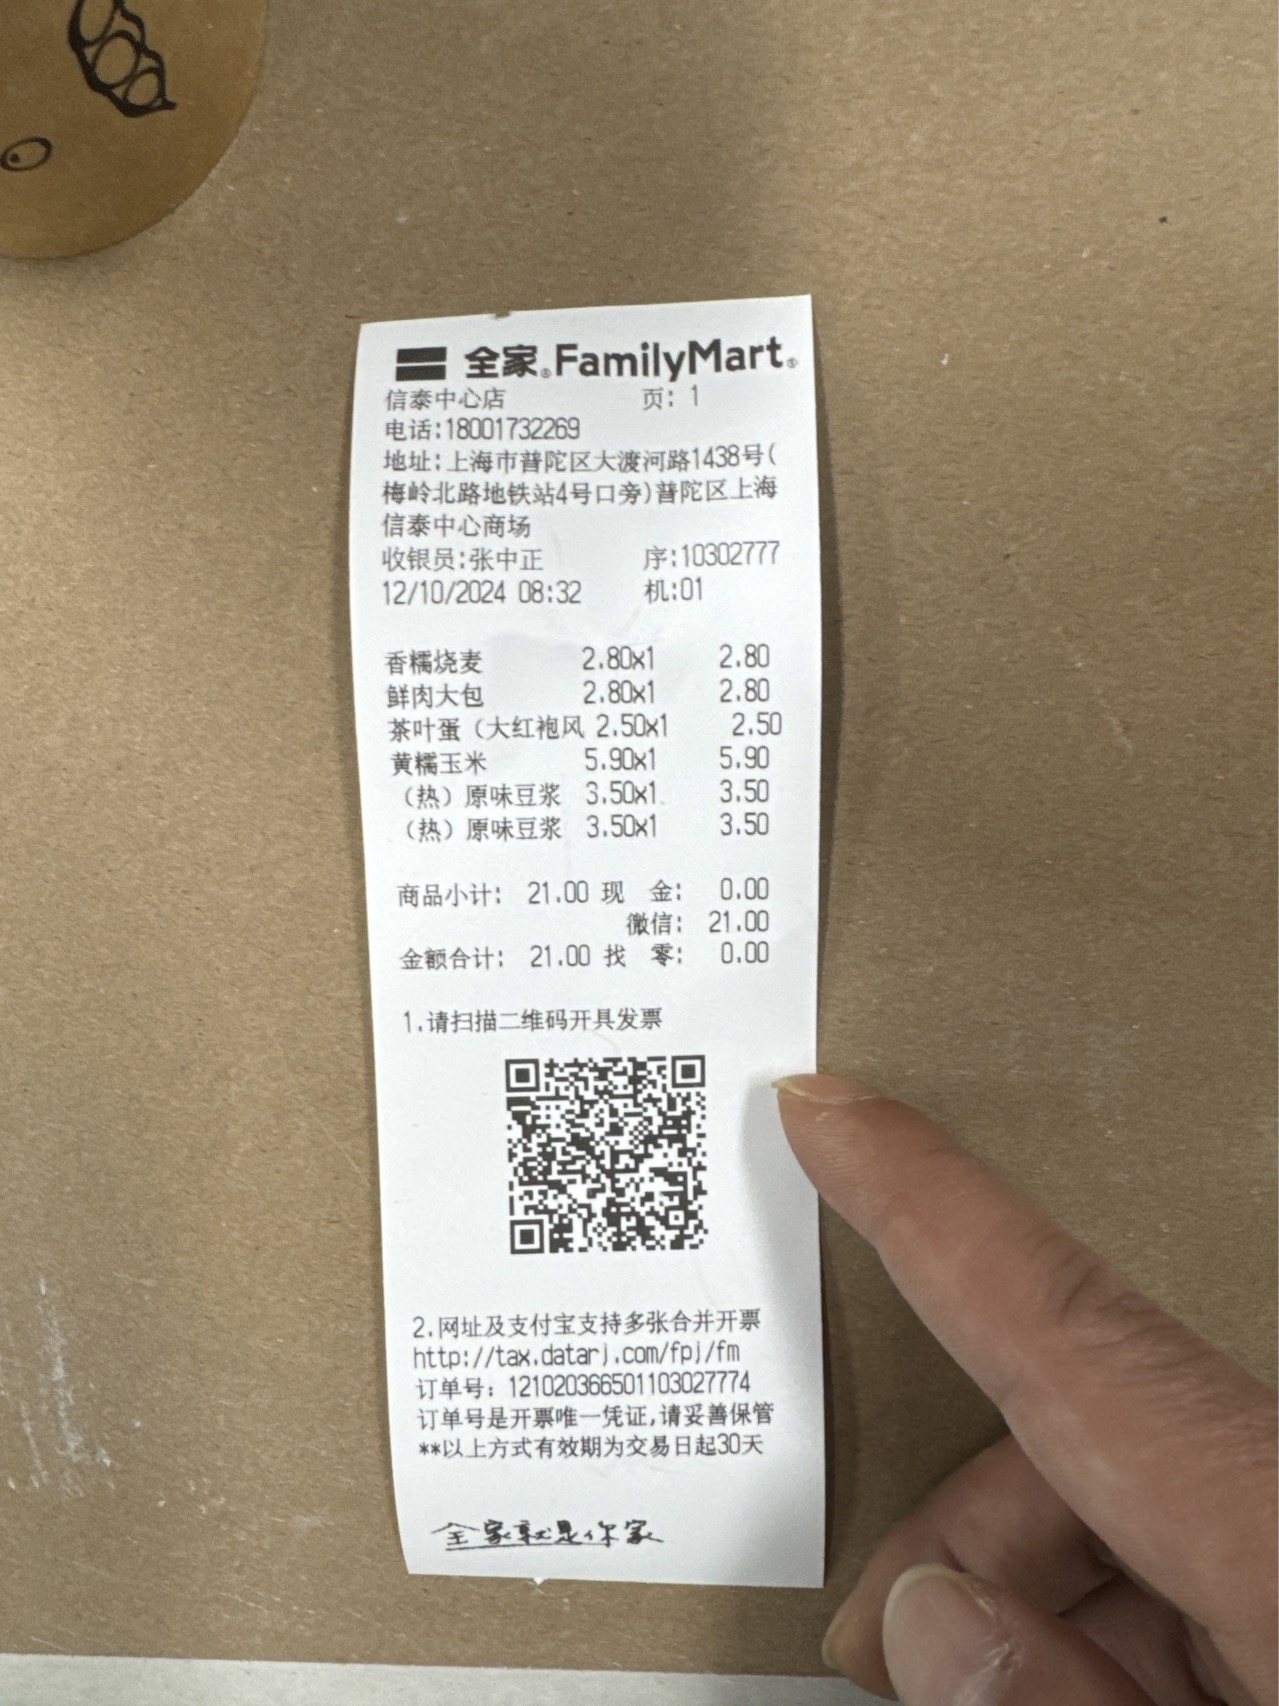 全家®FamilyMart®
信泰中心店 页: 1
电话:18001732269
地址:上海市普陀区大渡河路1438号(
梅岭北路地铁站4号口旁)普陀区上海
信泰中心商场
收银员:张中正 序:10302777
12/10/2024 08:32 机:01
香糯烧麦 2.80x1 2.80
鲜肉大包 2.80x1 2.80
茶叶蛋（大红袍风 2.50x1 2.50
黄糯玉米 5.90x1 5.90
（热）原味豆浆 3.50x1 3.50
（热）原味豆浆 3.50x1 3.50
商品小计: 21.00 现 金: 0.00
微信: 21.00
金额合计: 21.00 找 零: 0.00
1.请扫描二维码开具发票
2.网址及支付宝支持多张合并开票
http://tax.datarj.com/fpj/fm
订单号: 121020366501103027774
订单号是开票唯一凭证,请妥善保管
**以上方式有效期为交易日起30天
全家就是你家